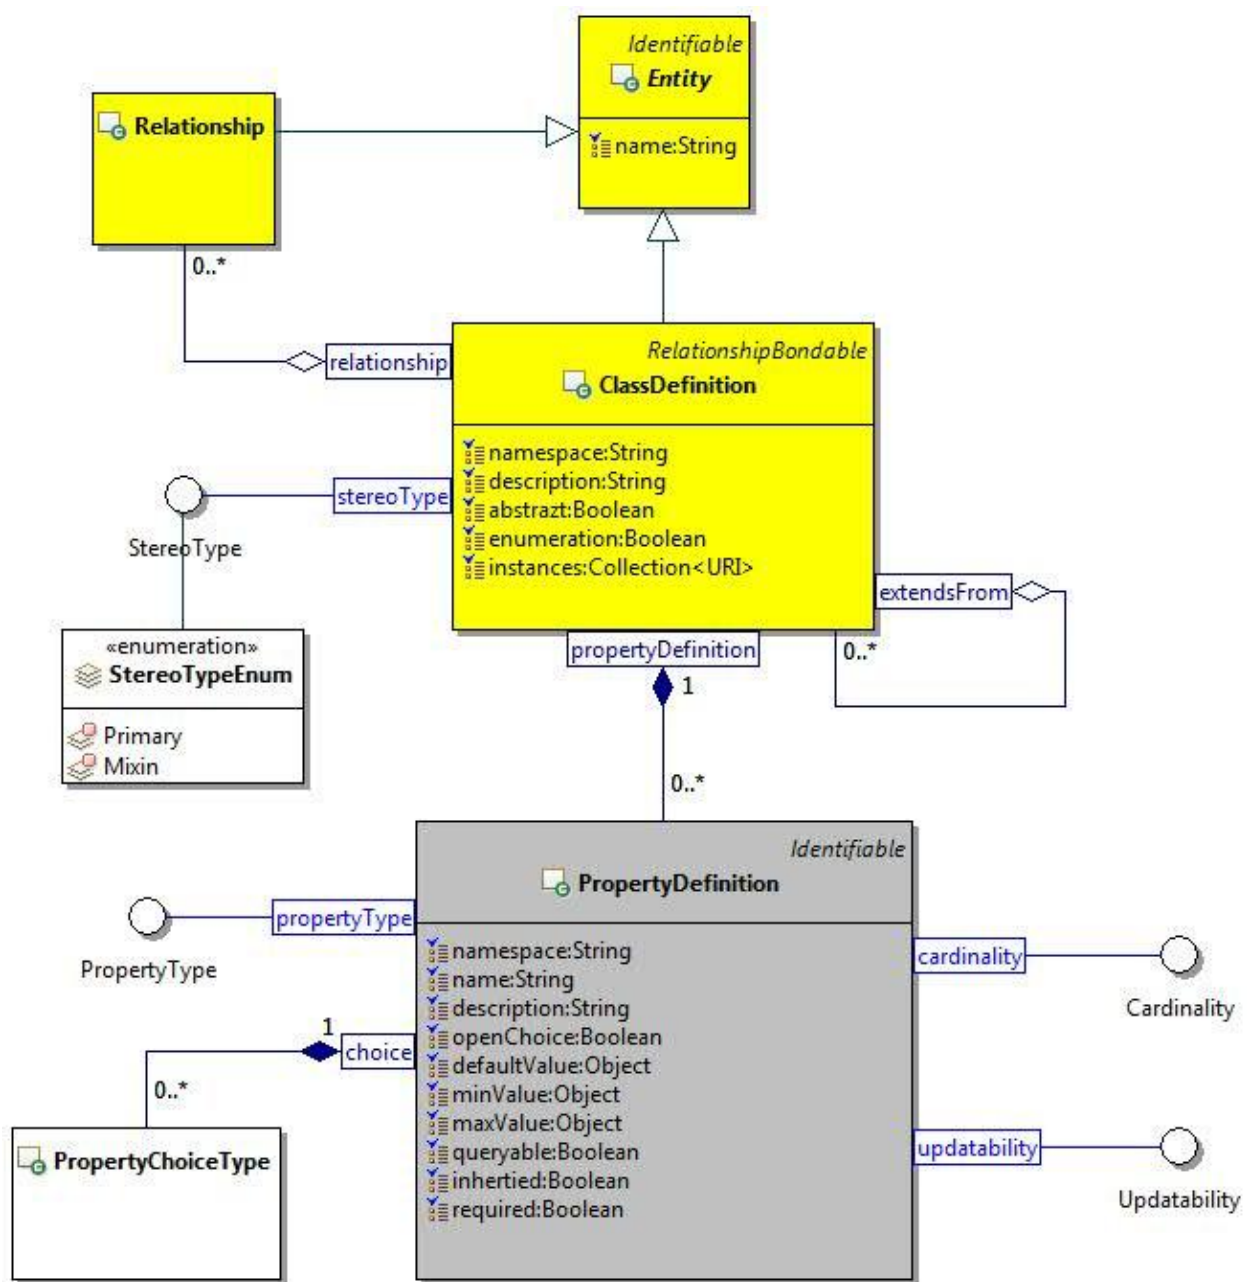 Identifiable
Entity
name:String
Relationship
0..*
relationship
RelationshipBondable
ClassDefinition
namespace:String
description:String
abstrazt:Boolean
enumeration:Boolean
instances:Collection<URI>
stereoType
StereoType
«enumeration»
StereoTypeEnum
Primary
Mixin
extendsFrom
0..*
propertyDefinition
1
0..*
Identifiable
PropertyDefinition
namespace:String
name:String
description:String
openChoice:Boolean
defaultValue:Object
minValue:Object
maxValue:Object
queryable:Boolean
inhertied:Boolean
required:Boolean
propertyType
PropertyType
1
choice
0..*
PropertyChoiceType
cardinality
Cardinality
updatability
Updatability